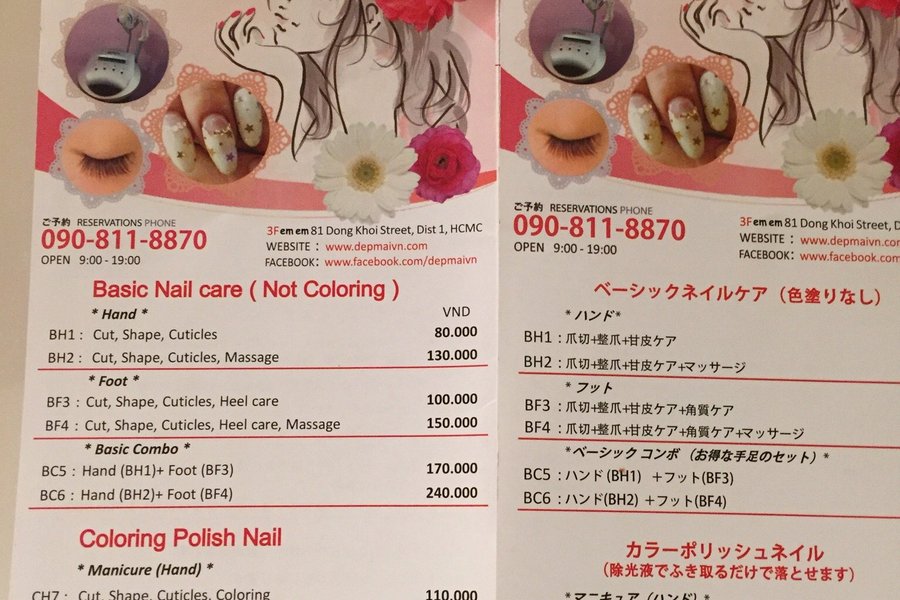 ご予約 RESERVATIONS PHONE
090-811-8870
OPEN 9:00 - 19:00
3F em em 81 Dong Khoi Street, Dist 1, HCMC
WEBSITE : www.depmaivn.com
FACEBOOK: www.facebook.com/depmaivn
Basic Nail care ( Not Coloring )
* Hand * VND
BH1 : Cut, Shape, Cuticles 80.000
BH2 : Cut, Shape, Cuticles, Massage 130.000
* Foot *
BF3 : Cut, Shape, Cuticles, Heel care 100.000
BF4 : Cut, Shape, Cuticles, Heel care, Massage 150.000
* Basic Combo *
BC5 : Hand (BH1)+ Foot (BF3) 170.000
BC6 : Hand (BH2)+ Foot (BF4) 240.000
Coloring Polish Nail
* Manicure (Hand) *
CH7 : Cut, Shape, Cuticles, Coloring 110.000
ご予約 RESERVATIONS PHONE
090-811-8870
OPEN 9:00 - 19:00
3F em em 81 Dong Khoi Street, D
WEBSITE : www.depmaivn.com
FACEBOOK: www.facebook.com/
ベーシックネイルケア（色塗りなし）
* ハンド *
BH1 : 爪切+整爪+甘皮ケア
BH2 : 爪切+整爪+甘皮ケア+マッサージ
* フット
BF3 : 爪切+整爪+甘皮ケア+角質ケア
BF4 : 爪切+整爪+甘皮ケア+角質ケア+マッサージ
*ベーシック コンボ （お得な手足のセット）*
BC5 : ハンド(BH1) ＋フット(BF3)
BC6 : ハンド(BH2) ＋フット(BF4)
カラーポリッシュネイル
（除光液でふき取るだけで落とせます）
*マニキュア（ハンド）*